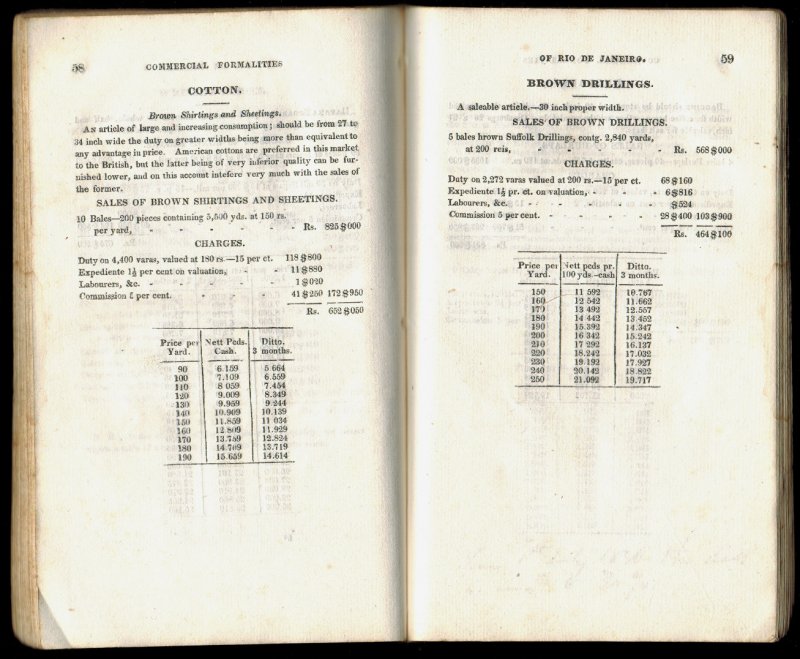 58
COMMERCIAL FORMALITIES
COTTON.
Brown Shirtings and Sheetings.
AN article of large and increasing consumption; should be from 27 to
34 inch wide the duty on greater widths being more than equivalent to
any advantage in price. American cottons are preferred in this market
to the British, but the latter being of very inferior quality can be fur-
nished lower, and on this account intefere very much with the sales of
the former.
SALES OF BROWN SHIRTINGS AND SHEETINGS.
10 Bales—200 pieces containing 5,500 yds. at 150 rs.
per yard, " " " " " Rs. 825$000
CHARGES.
Duty on 4,400 varas, valued at 180 rs.—15 per ct. 118$800
Expediente 1½ per cent on valuation, " " 11$880
Labourers, &c. " " " " 1$020
Commission 5 per cent. " " " 41$250 172$950
Rs. 652$050
Price per Yard. Nett Pcds. Cash. Ditto. 3 months.
90 6.159 5 664
100 7.109 6.559
110 8 059 7.454
120 9.009 8.349
130 9.959 9 244
140 10.909 10.139
150 11.859 11 034
160 12 809 11.929
170 13.759 12.824
180 14.709 13.719
190 15.659 14.614
OF RIO DE JANEIRO.
59
BROWN DRILLINGS.
A saleable article.—30 inch proper width.
SALES OF BROWN DRILLINGS.
5 bales brown Suffolk Drillings, contg. 2,840 yards,
at 200 reis, " " " " " Rs. 568$000
CHARGES.
Duty on 2,272 varas valued at 200 rs.—15 per ct. 68$160
Expediente 1½ pr. ct. on valuation, - " " 6$816
Labourers, &c. - - " " " " $524
Commission 5 per cent. - " " " " 28$400 103$900
Rs. 464$100
Price per Yard. Nett pcds pr. 100 yds.-cash Ditto. 3 months.
150 11 592 10.767
160 12 542 11.662
170 13 492 12.557
180 14 442 13.452
190 15.392 14.347
200 16 342 15.242
210 17 292 16.137
220 18.242 17.032
230 19 192 17.927
240 20.142 18.822
250 21.092 19.717